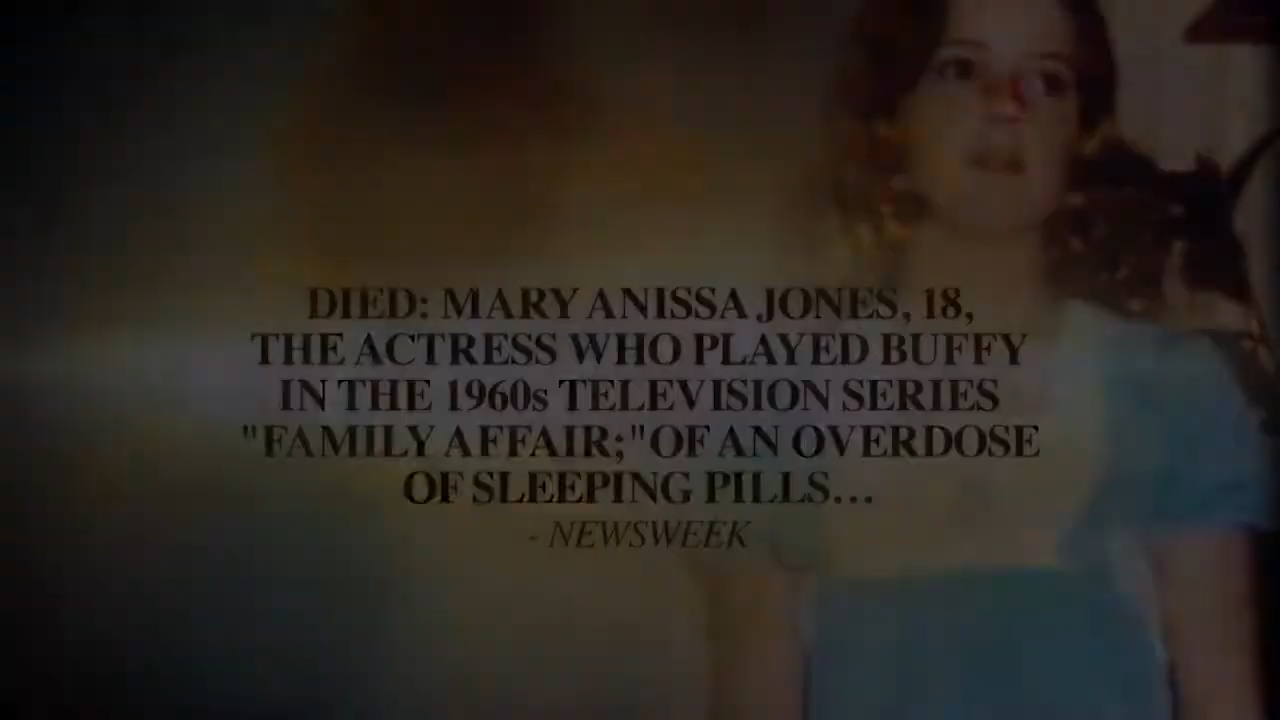 DIED: MARY ANISSA JONES, 18,
THE ACTRESS WHO PLAYED BUFFY
IN THE 1960s TELEVISION SERIES
"FAMILY AFFAIR;"OF AN OVERDOSE
OF SLEEPING PILLS...
- NEWSWEEK